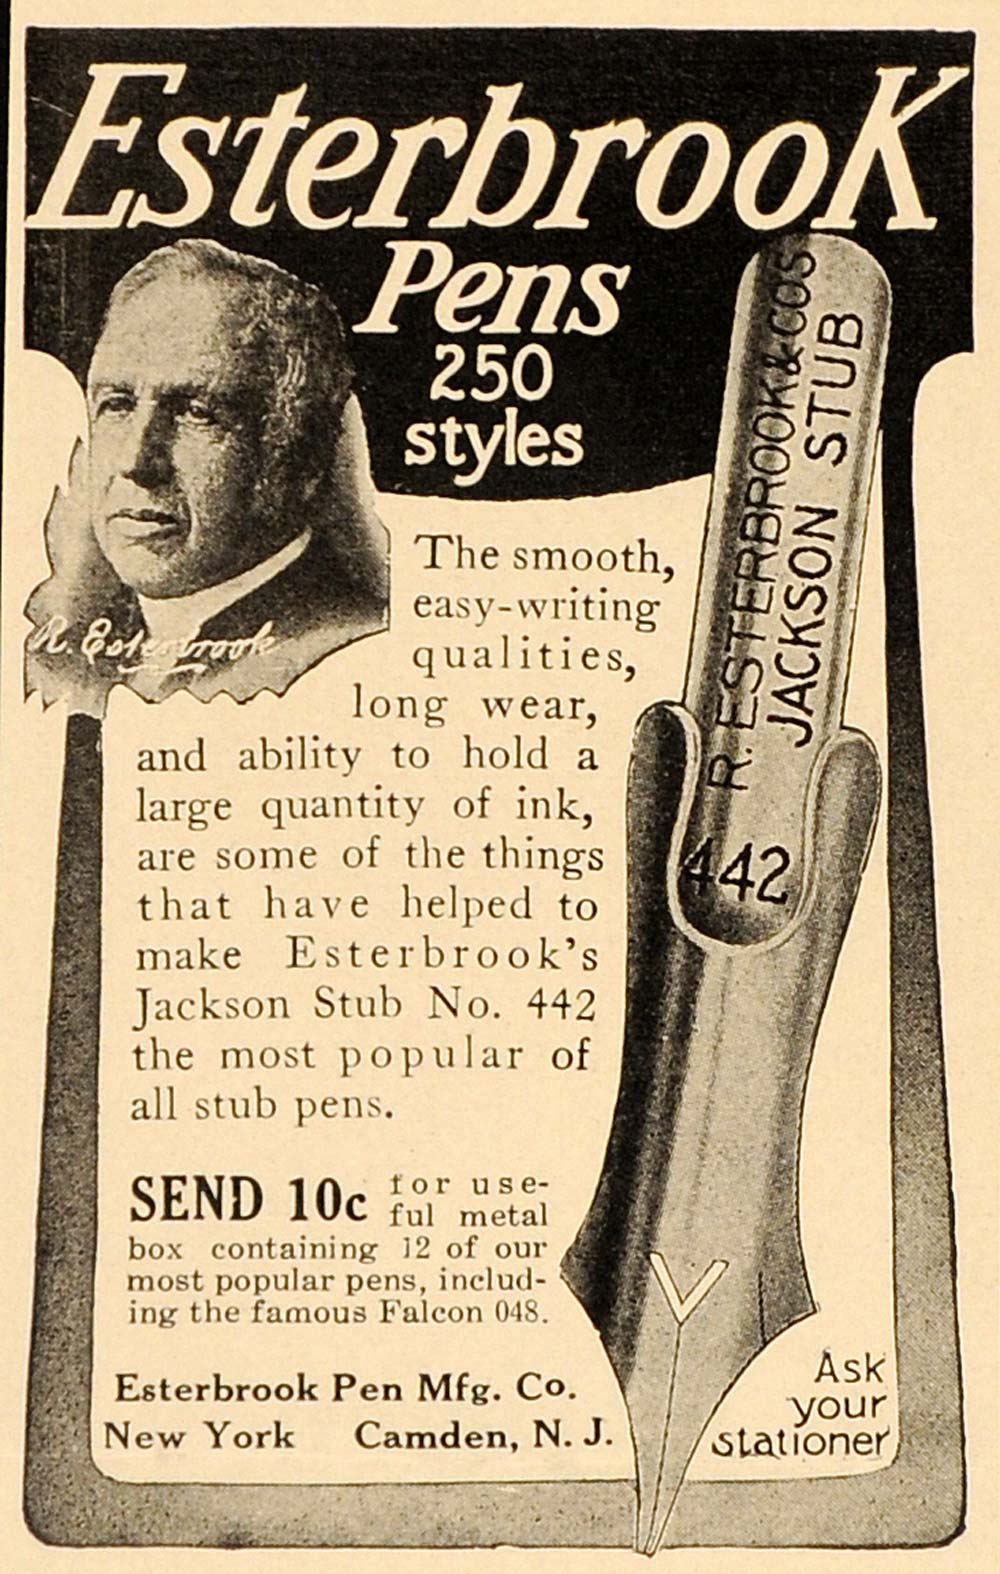 Esterbrook
Pens
250
styles
R. Esterbrook
The smooth,
easy-writing
qualities,
long wear,
and ability to hold a
large quantity of ink,
are some of the things
that have helped to
make Esterbrook's
Jackson Stub No. 442
the most popular of
all stub pens.
R. ESTERBROOK & COS
JACKSON STUB
442
SEND 10c for use-
ful metal
box containing 12 of our
most popular pens, includ-
ing the famous Falcon 048.
Esterbrook Pen Mfg. Co.
New York Camden, N. J.
Ask
your
stationer